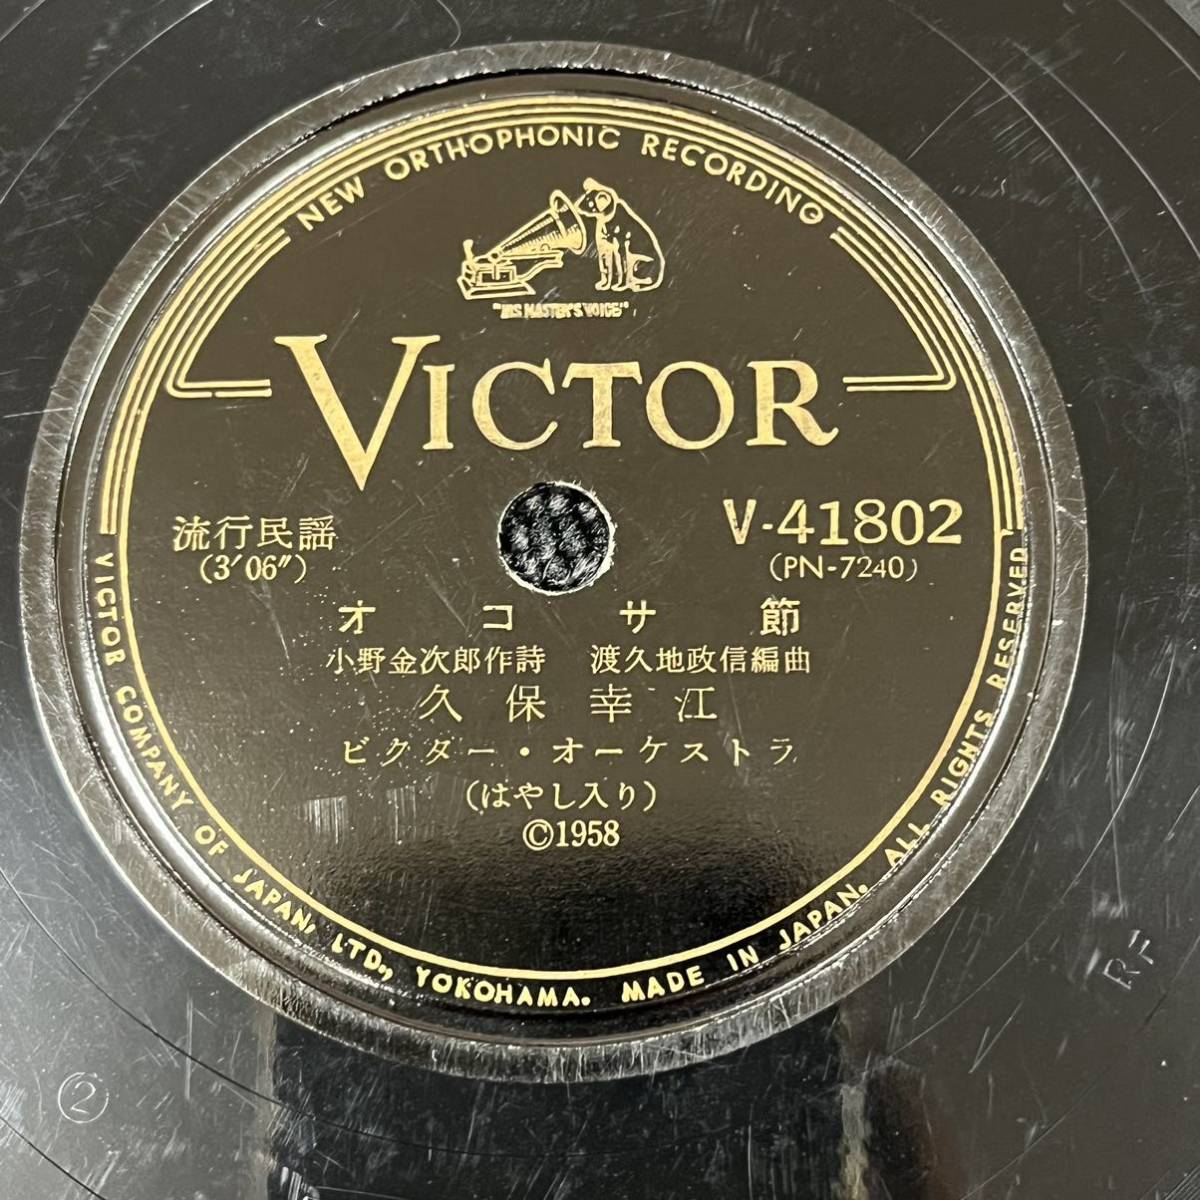 NEW ORTHOPHONIC RECORDING
"HIS MASTER'S VOICE"
VICTOR
流行民謡
(3′06″)
V-41802
(PN-7240)
オコサ節
小野金次郎作詩 渡久地政信編曲
久保幸江
ビクター・オーケストラ
(はやし入り)
©1958
VICTOR COMPANY OF JAPAN, LTD., YOKOHAMA. MADE IN JAPAN. ALL RIGHTS RESERVED
②